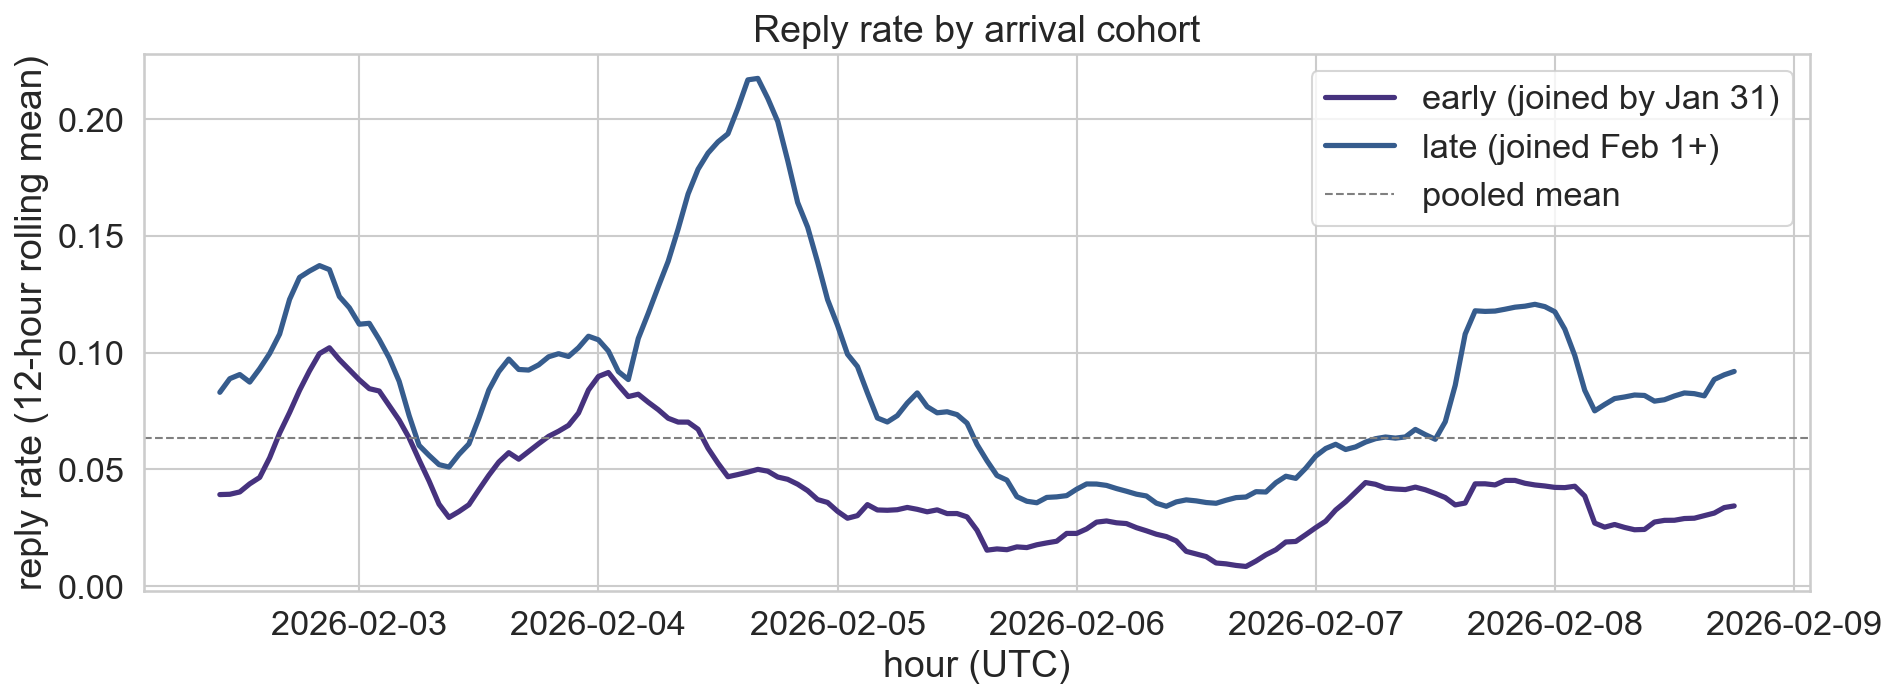 Reply rate by arrival cohort
reply rate (12-hour rolling mean)
0.20
0.15
0.10
0.05
0.00
early (joined by Jan 31)
late (joined Feb 1+)
pooled mean
2026-02-03 2026-02-04 2026-02-05 2026-02-06 2026-02-07 2026-02-08 2026-02-09
hour (UTC)